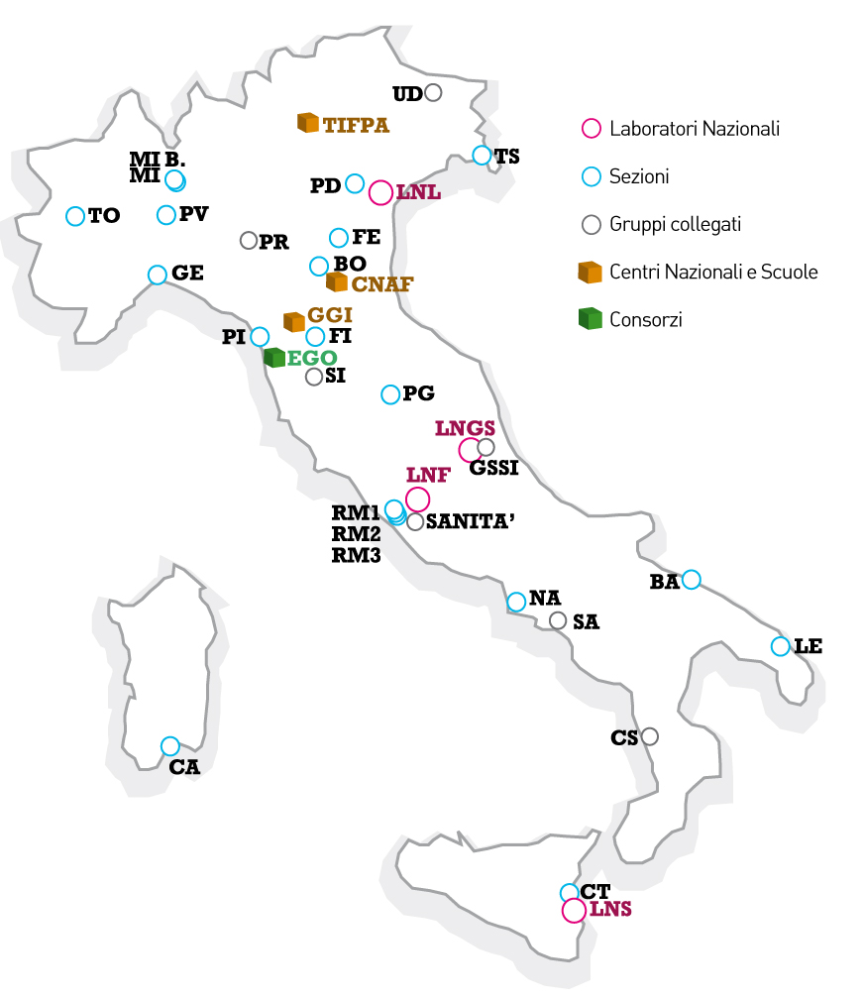 UD
TIFPA
Laboratori Nazionali
MI B.
MI
TS
Sezioni
PD
LNL
TO
PV
Gruppi collegati
PR
FE
BO
GE
CNAF
Centri Nazionali e Scuole
GGI
Consorzi
PI
FI
EGO
SI
PG
LNGS
GSSI
LNF
RM1
SANITA’
RM2
RM3
BA
NA
SA
LE
CS
CA
CT
LNS